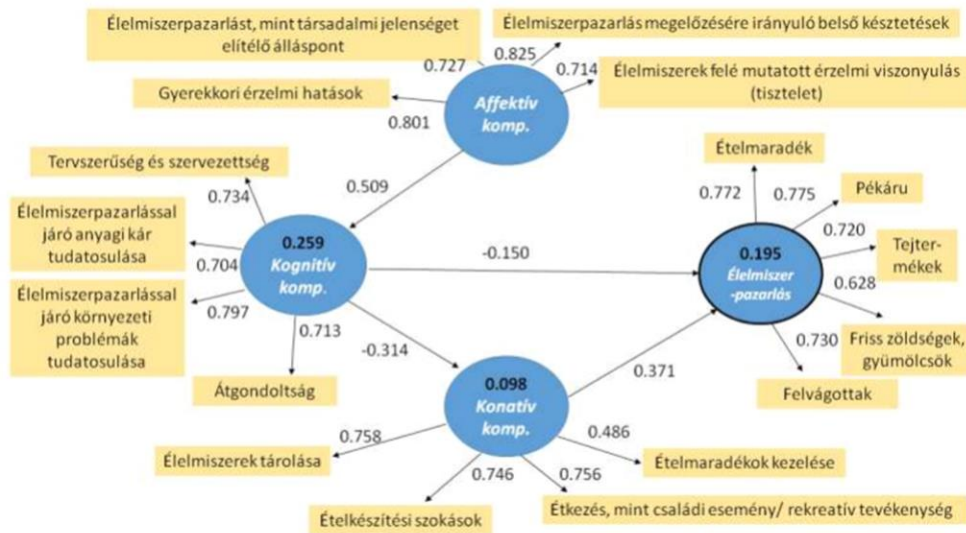 Élelmiszerpazarlást, mint társadalmi jelenséget
elítélő álláspont
Élelmiszerpazarlás megelőzésére irányuló belső késztetések
0.727
0.825
0.714
Élelmiszerek felé mutatott érzelmi viszonyulás
(tisztelet)
Gyerekkori érzelmi hatások
0.801
Affektív
komp.
Ételmaradék
Tervszerűség és szervezettség
0.734
0.509
0.772
0.775
Pékáru
Élelmiszerpazarlással
járó anyagi kár
tudatosulása
0.704
0.259
Kognitív
komp.
-0.150
0.195
Élelmiszer
-pazarlás
0.720
Tejter-
mékek
0.628
Élelmiszerpazarlással
járó környezeti
problémák
tudatosulása
0.797
0.713
-0.314
0.371
0.730
Friss zöldségek,
gyümölcsök
Átgondoltság
Felvágottak
0.098
Konatív
komp.
0.758
0.486
Élelmiszerek tárolása
0.746
0.756
Ételmaradékok kezelése
Ételkészítési szokások
Étkezés, mint családi esemény/ rekreatív tevékenység